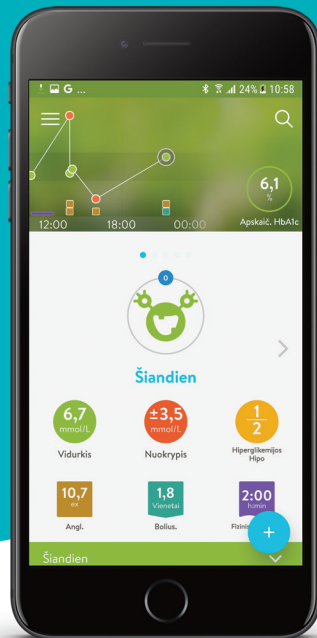 G ...
24% 10:58
6,1
%
12:00 18:00 00:00 Apskaič. HbA1c
0
Šiandien
6,7
mmol/L
Vidurkis
±3,5
mmol/L
Nuokrypis
1
2
Hiperglikemijos
Hipo
10,7
ex
Angl.
1,8
Vienetai
Bolius.
2:00
h:min
+
Šiandien